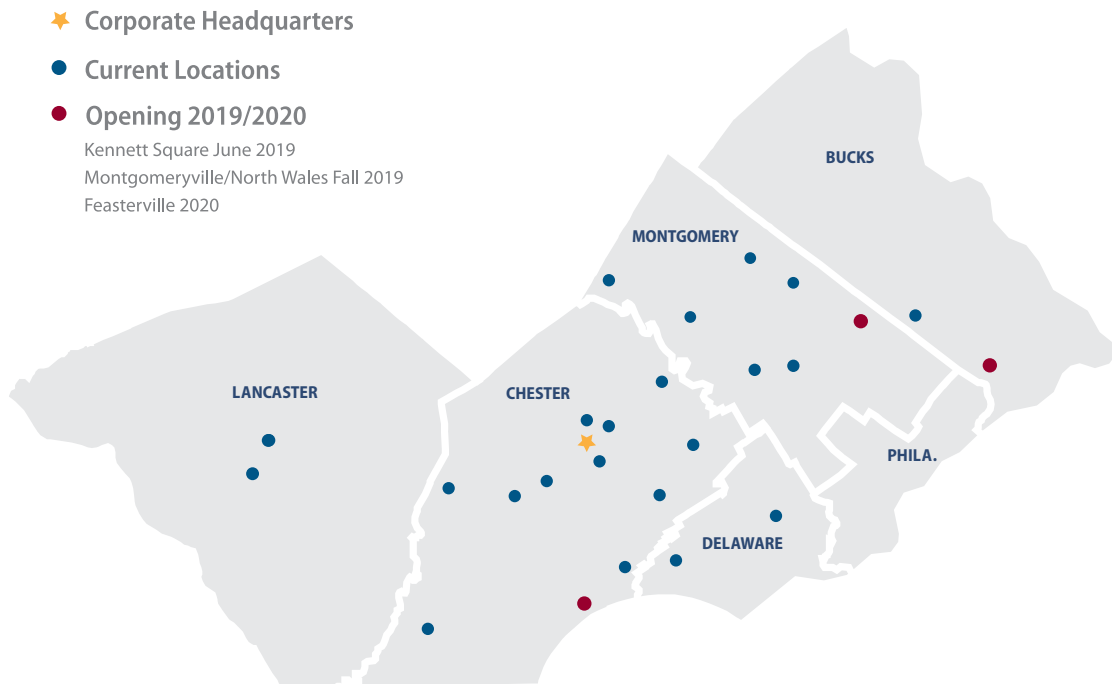 Corporate Headquarters
Current Locations
Opening 2019/2020
Kennett Square June 2019
Montgomeryville/North Wales Fall 2019
Feasterville 2020
BUCKS
MONTGOMERY
LANCASTER
CHESTER
PHILA.
DELAWARE